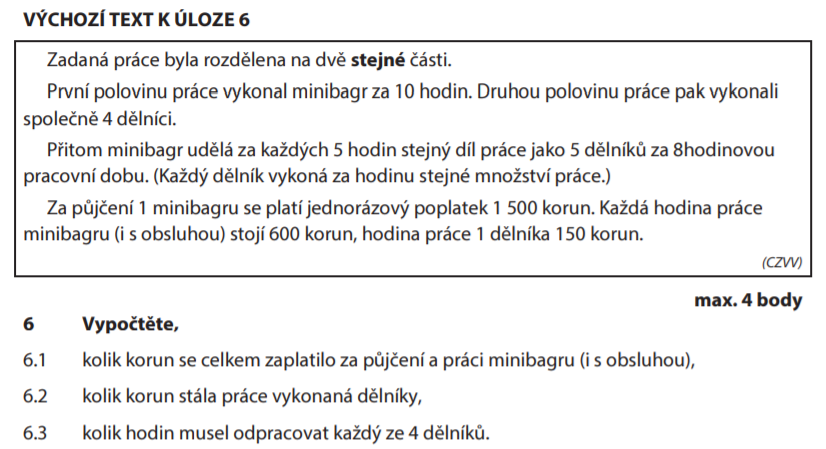 VÝCHOZÍ TEXT K ÚLOZE 6
Zadaná práce byla rozdělena na dvě stejné části.
První polovinu práce vykonal minibagr za 10 hodin. Druhou polovinu práce pak vykonali
společně 4 dělníci.
Přitom minibagr udělá za každých 5 hodin stejný díl práce jako 5 dělníků za 8hodinovou
pracovní dobu. (Každý dělník vykoná za hodinu stejné množství práce.)
Za půjčení 1 minibagru se platí jednorázový poplatek 1 500 korun. Každá hodina práce
minibagru (i s obsluhou) stojí 600 korun, hodina práce 1 dělníka 150 korun.
(CZVV)
max. 4 body
6 Vypočtěte,
6.1 kolik korun se celkem zaplatilo za půjčení a práci minibagru (i s obsluhou),
6.2 kolik korun stála práce vykonaná dělníky,
6.3 kolik hodin musel odpracovat každý ze 4 dělníků.